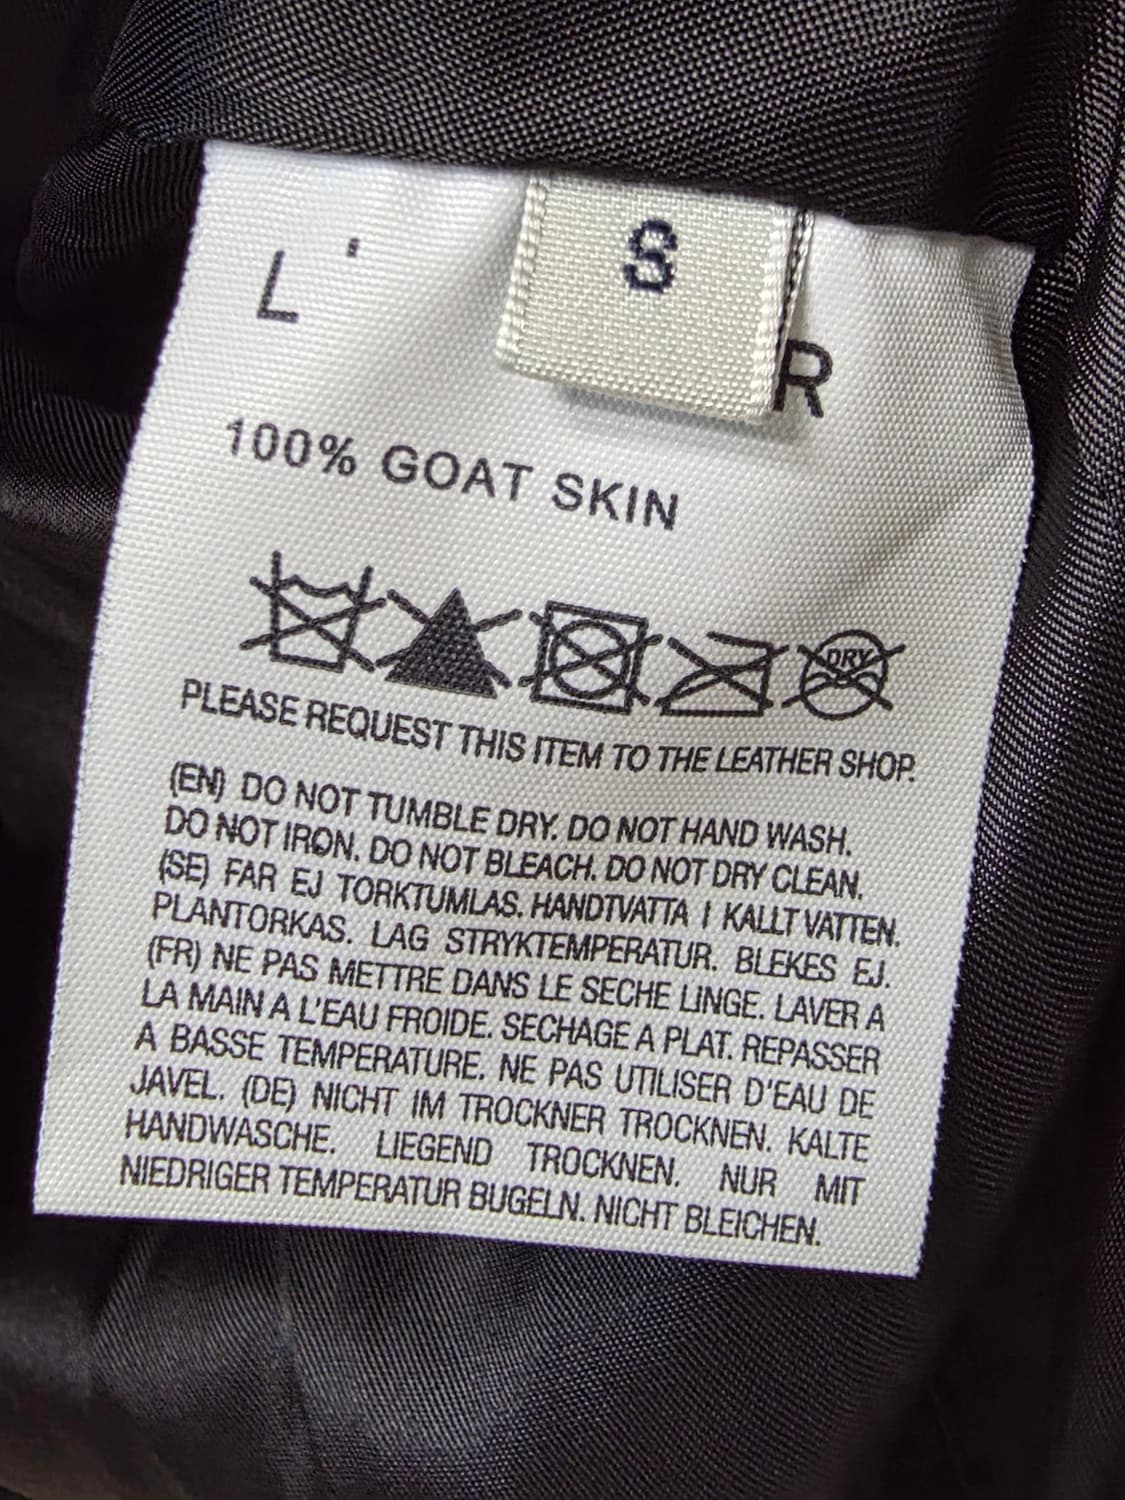 S
L
R
100% GOAT SKIN
DRY
PLEASE REQUEST THIS ITEM TO THE LEATHER SHOP.
(EN) DO NOT TUMBLE DRY. DO NOT HAND WASH.
DO NOT IRON. DO NOT BLEACH. DO NOT DRY CLEAN.
(SE) FAR EJ TORKTUMLAS. HANDTVATTA I KALLT VATTEN.
PLANTORKAS. LAG STRYKTEMPERATUR. BLEKES EJ.
(FR) NE PAS METTRE DANS LE SECHE LINGE. LAVER A
LA MAIN A L'EAU FROIDE. SECHAGE A PLAT. REPASSER
A BASSE TEMPERATURE. NE PAS UTILISER D'EAU DE
JAVEL. (DE) NICHT IM TROCKNER TROCKNEN. KALTE
HANDWASCHE. LIEGEND TROCKNEN. NUR MIT
NIEDRIGER TEMPERATUR BUGELN. NICHT BLEICHEN.